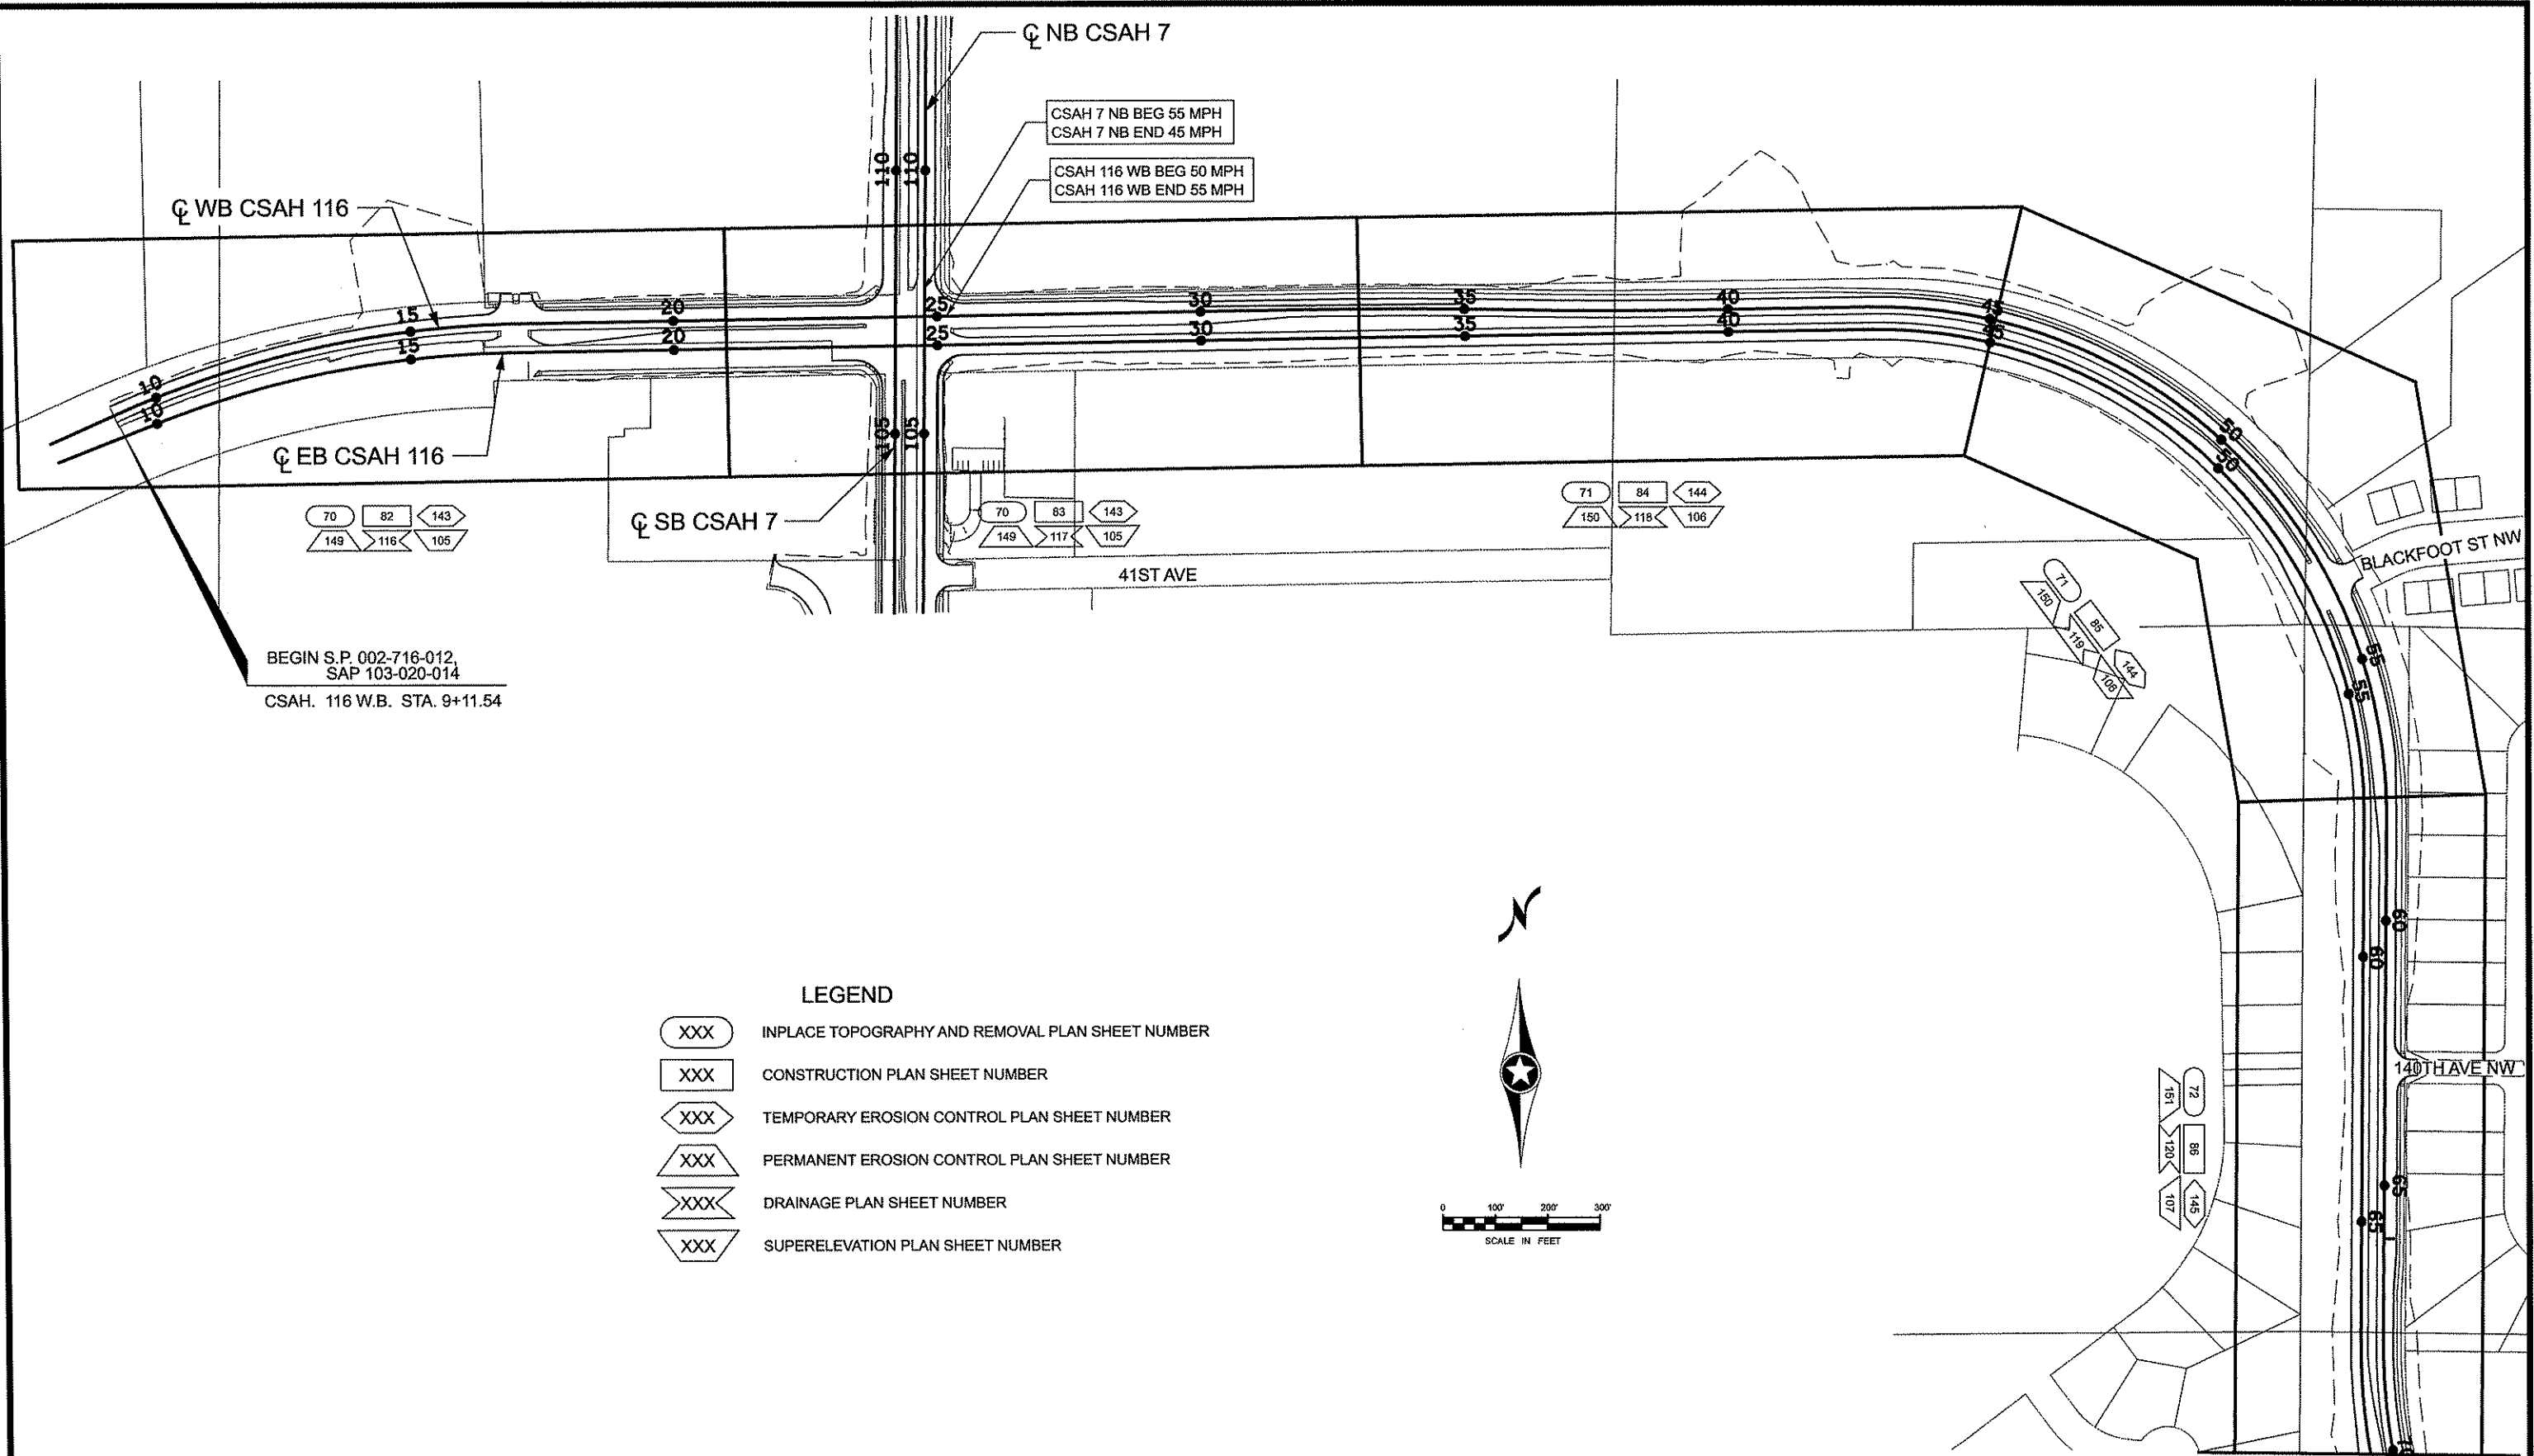 ℄ NB CSAH 7
CSAH 7 NB BEG 55 MPH
CSAH 7 NB END 45 MPH
CSAH 116 WB BEG 50 MPH
CSAH 116 WB END 55 MPH
110 110
℄ WB CSAH 116
10 15 20 25 30 35 40 45 50 55 60 65
10 15 20 25 30 35 40 45 50 55 60 65
105 105
℄ EB CSAH 116
℄ SB CSAH 7
70 82 143
149 116 105
70 83 143
149 117 105
71 84 144
150 118 106
71 85 144
150 119 106
72 86 145
151 120 107
41ST AVE
BLACKFOOT ST NW
140TH AVE NW
BEGIN S.P. 002-716-012,
SAP 103-020-014
CSAH. 116 W.B. STA. 9+11.54
LEGEND
XXX INPLACE TOPOGRAPHY AND REMOVAL PLAN SHEET NUMBER
XXX CONSTRUCTION PLAN SHEET NUMBER
XXX TEMPORARY EROSION CONTROL PLAN SHEET NUMBER
XXX PERMANENT EROSION CONTROL PLAN SHEET NUMBER
XXX DRAINAGE PLAN SHEET NUMBER
XXX SUPERELEVATION PLAN SHEET NUMBER
N
0 100' 200' 300'
SCALE IN FEET